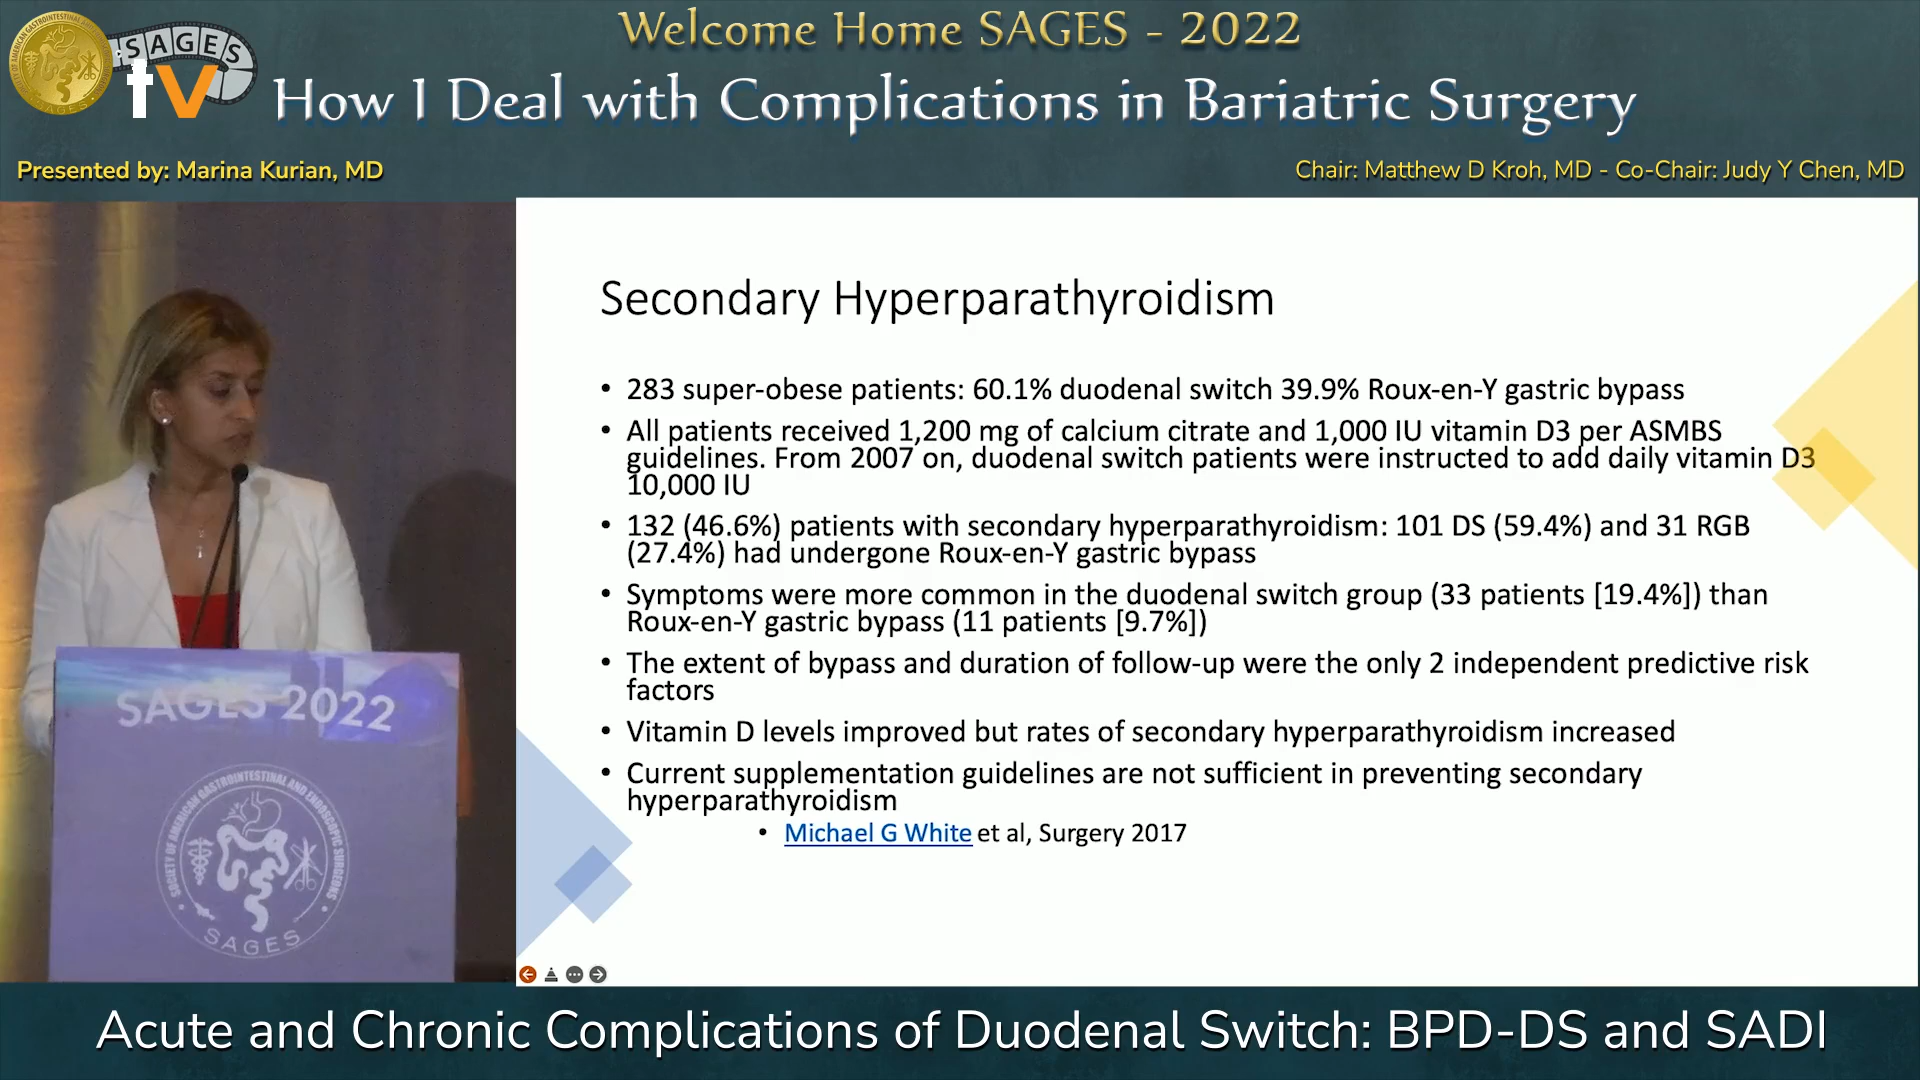 SAGES
tv
Welcome Home SAGES - 2022
How I Deal with Complications in Bariatric Surgery
Presented by: Marina Kurian, MD
Chair: Matthew D Kroh, MD - Co-Chair: Judy Y Chen, MD
Secondary Hyperparathyroidism
• 283 super-obese patients: 60.1% duodenal switch 39.9% Roux-en-Y gastric bypass
• All patients received 1,200 mg of calcium citrate and 1,000 IU vitamin D3 per ASMBS
guidelines. From 2007 on, duodenal switch patients were instructed to add daily vitamin D3
10,000 IU
• 132 (46.6%) patients with secondary hyperparathyroidism: 101 DS (59.4%) and 31 RGB
(27.4%) had undergone Roux-en-Y gastric bypass
• Symptoms were more common in the duodenal switch group (33 patients [19.4%]) than
Roux-en-Y gastric bypass (11 patients [9.7%])
• The extent of bypass and duration of follow-up were the only 2 independent predictive risk
factors
• Vitamin D levels improved but rates of secondary hyperparathyroidism increased
• Current supplementation guidelines are not sufficient in preventing secondary
hyperparathyroidism
• Michael G White et al, Surgery 2017
SAGES 2022
SOCIETY OF AMERICAN GASTROINTESTINAL AND ENDOSCOPIC SURGEONS
SAGES
Acute and Chronic Complications of Duodenal Switch: BPD-DS and SADI